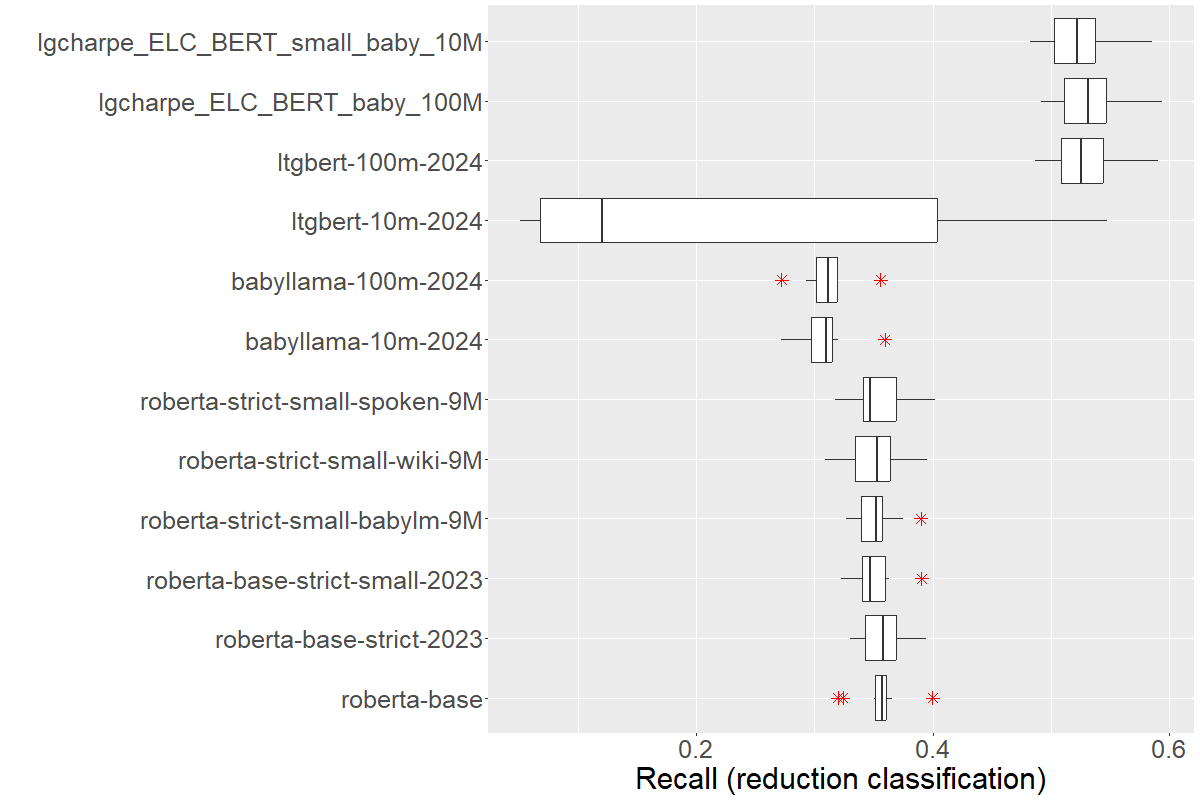 lgcharpe_ELC_BERT_small_baby_10M
lgcharpe_ELC_BERT_baby_100M
ltgbert-100m-2024
ltgbert-10m-2024
babyllama-100m-2024
babyllama-10m-2024
roberta-strict-small-spoken-9M
roberta-strict-small-wiki-9M
roberta-strict-small-babylm-9M
roberta-base-strict-small-2023
roberta-base-strict-2023
roberta-base
0.2 0.4 0.6
Recall (reduction classification)